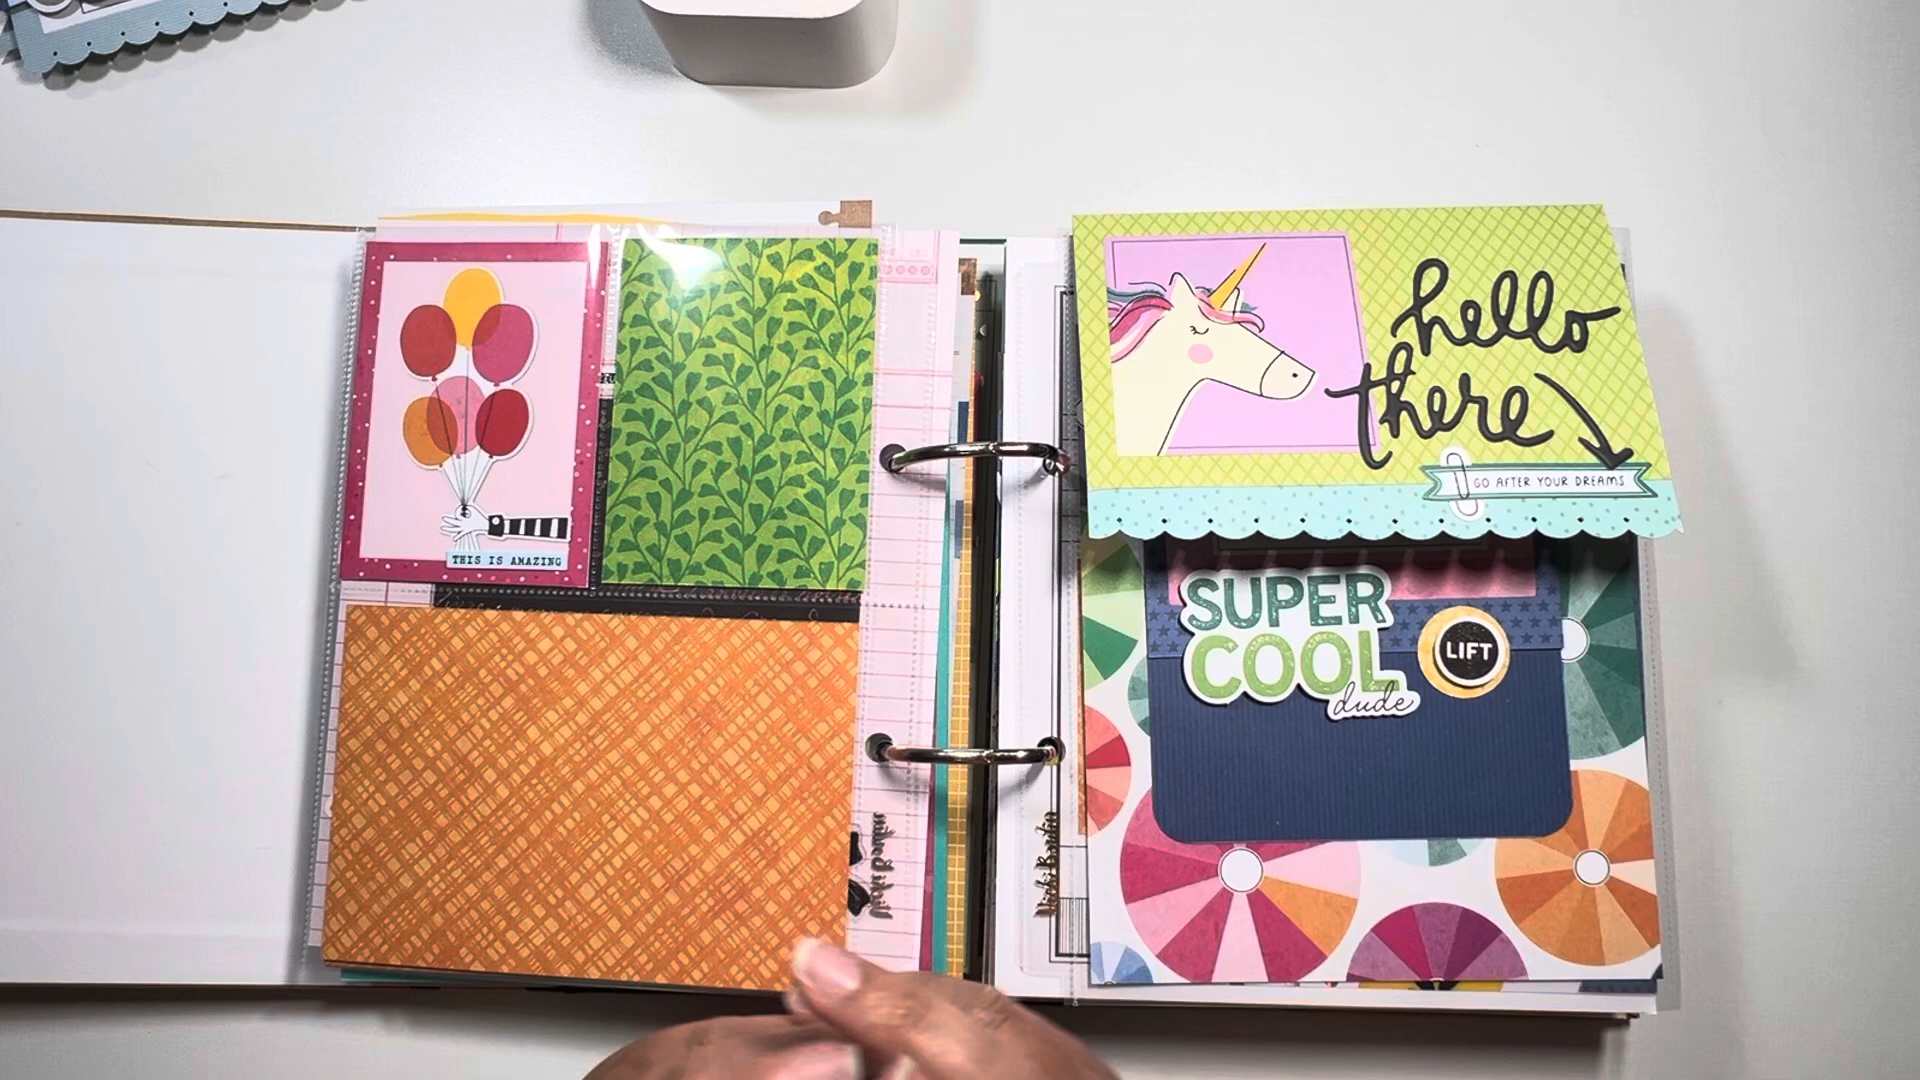 THIS IS AMAZING
hello
there
GO AFTER YOUR DREAMS
SUPER
COOL
dude
LIFT